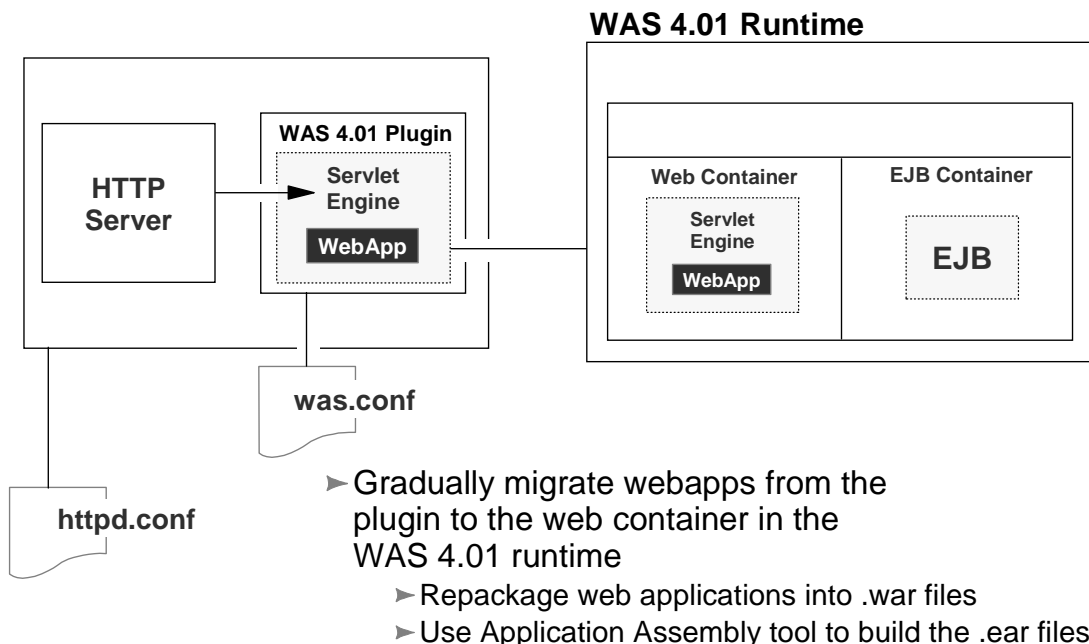 WAS 4.01 Runtime
WAS 4.01 Plugin
HTTP
Server
Servlet
Engine
WebApp
Web Container
Servlet
Engine
WebApp
EJB Container
EJB
was.conf
httpd.conf
➤Gradually migrate webapps from the
plugin to the web container in the
WAS 4.01 runtime
➤Repackage web applications into .war files
➤Use Application Assembly tool to build the .ear files